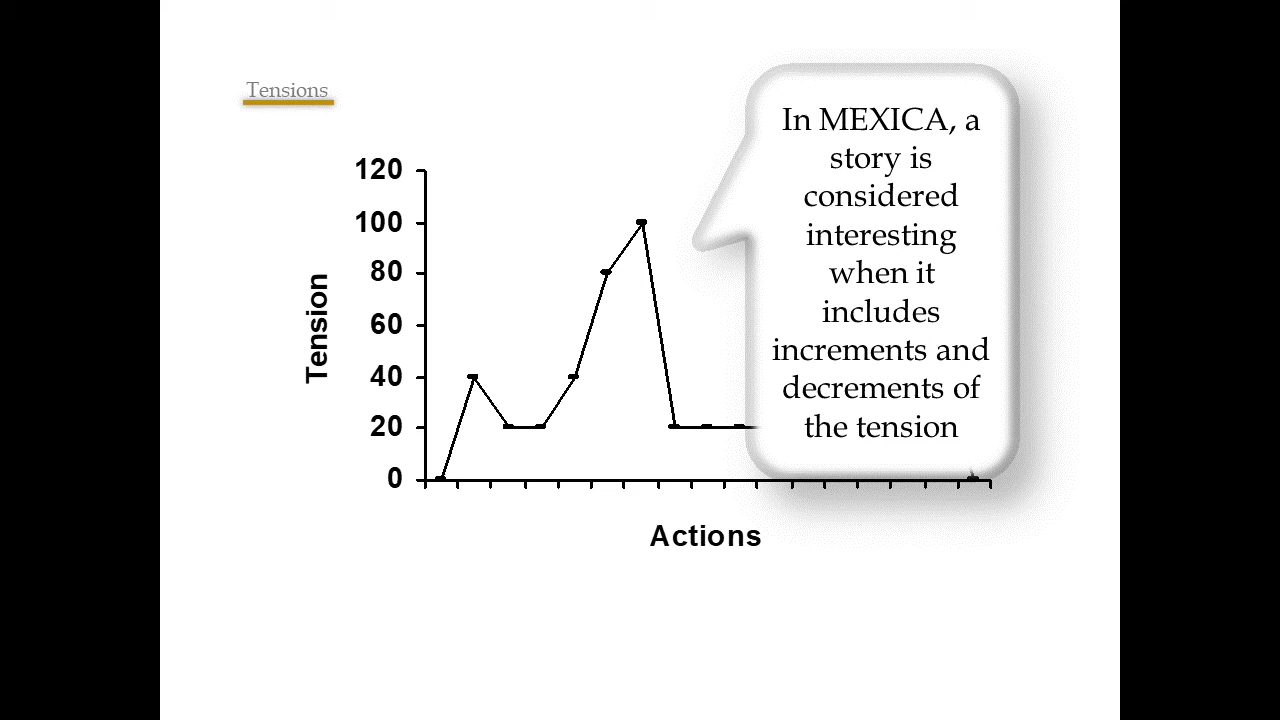 Tensions
In MEXICA, a
story is
considered
interesting
when it
includes
increments and
decrements of
the tension
120
100
80
60
40
20
0
Tension
Actions